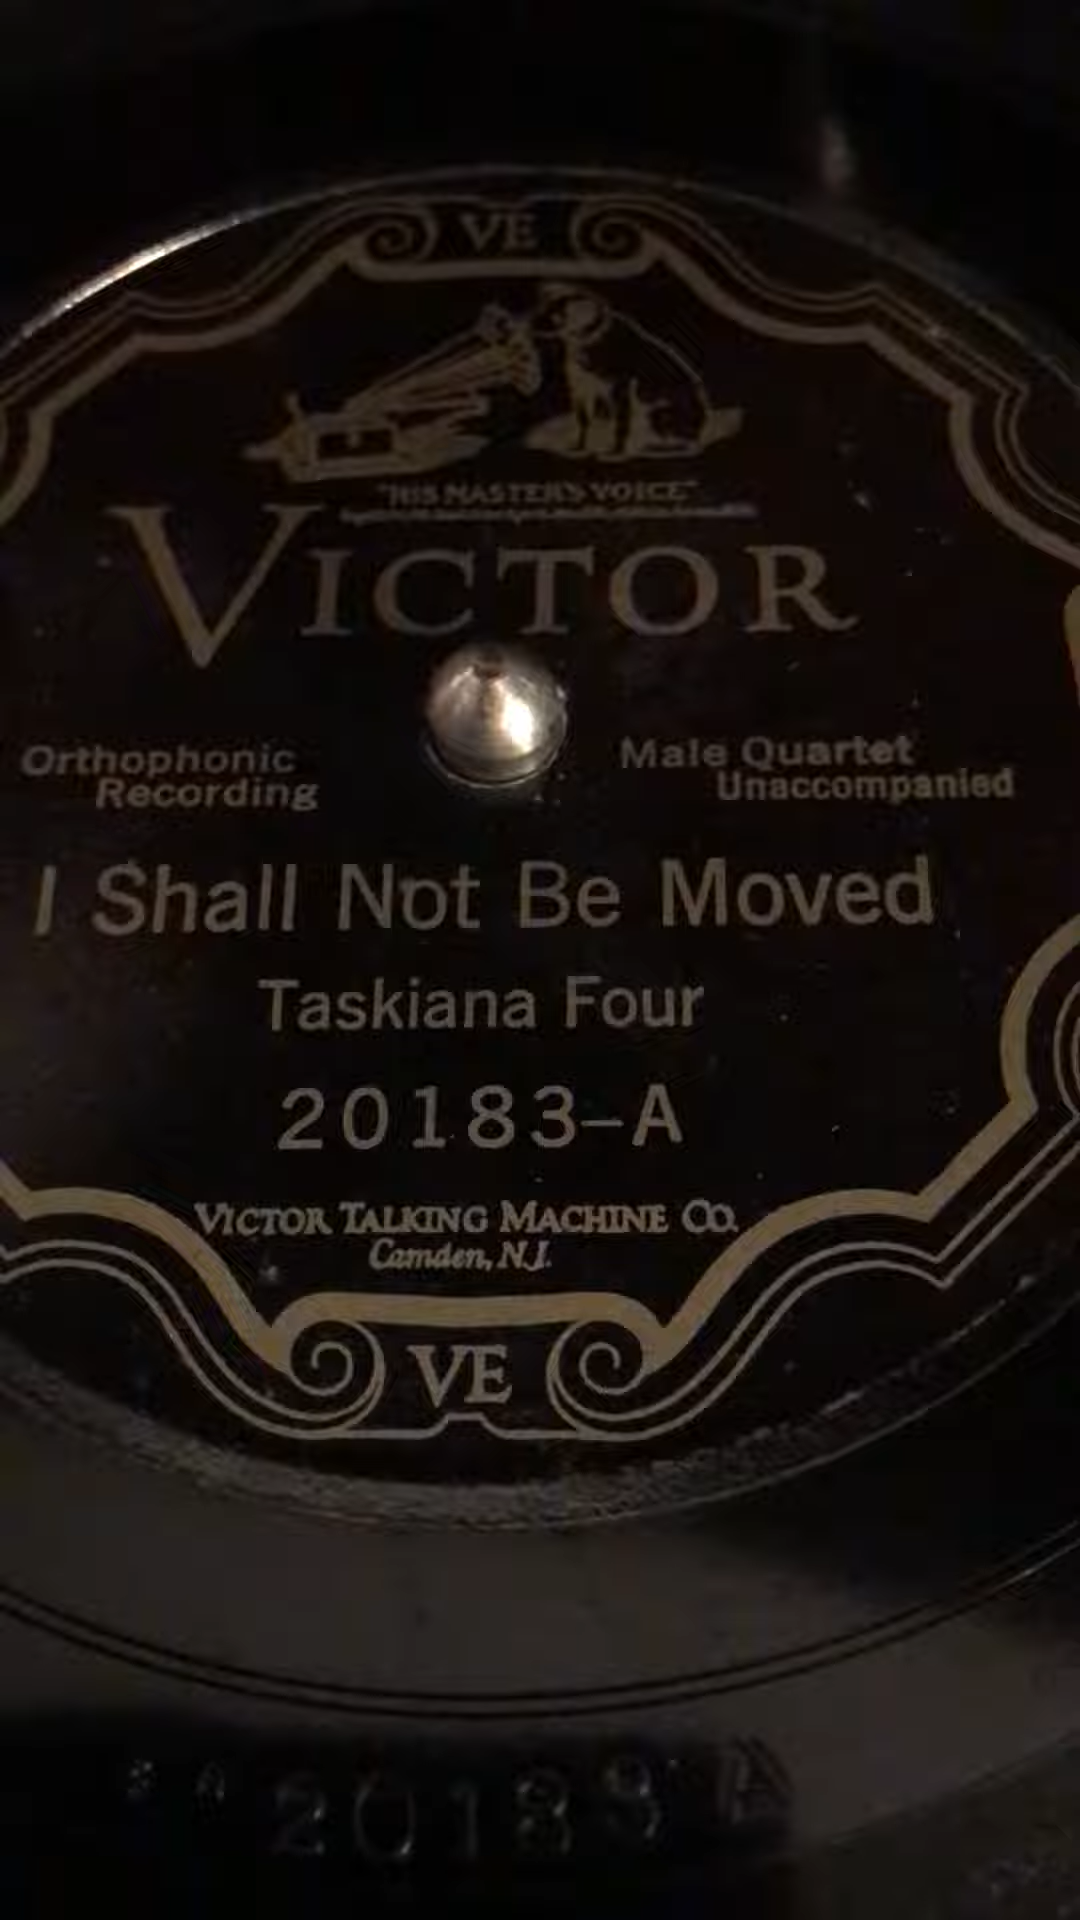 VE
"HIS MASTER'S VOICE"
VICTOR
Orthophonic
Recording
Male Quartet
Unaccompanied
I Shall Not Be Moved
Taskiana Four
20183-A
VICTOR TALKING MACHINE CO.
Camden, N.J.
VE
2018 A